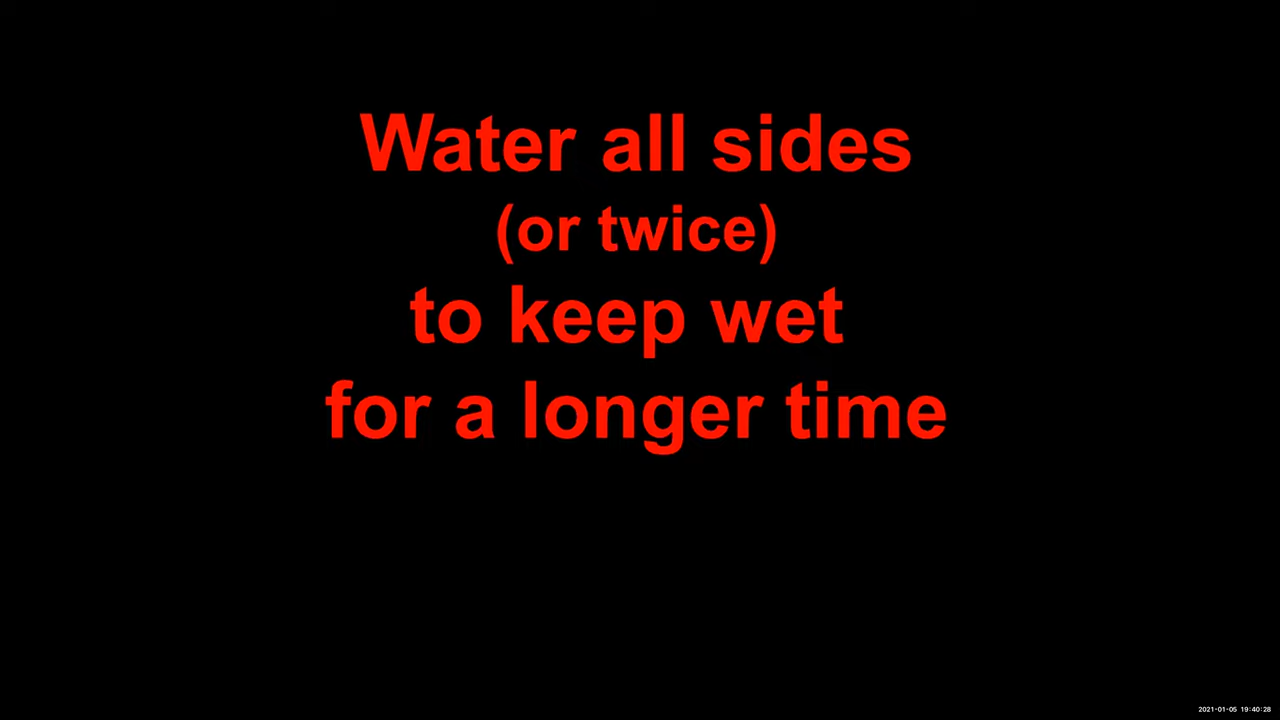 Water all sides
(or twice)
to keep wet
for a longer time
2021-01-05 19:40:28